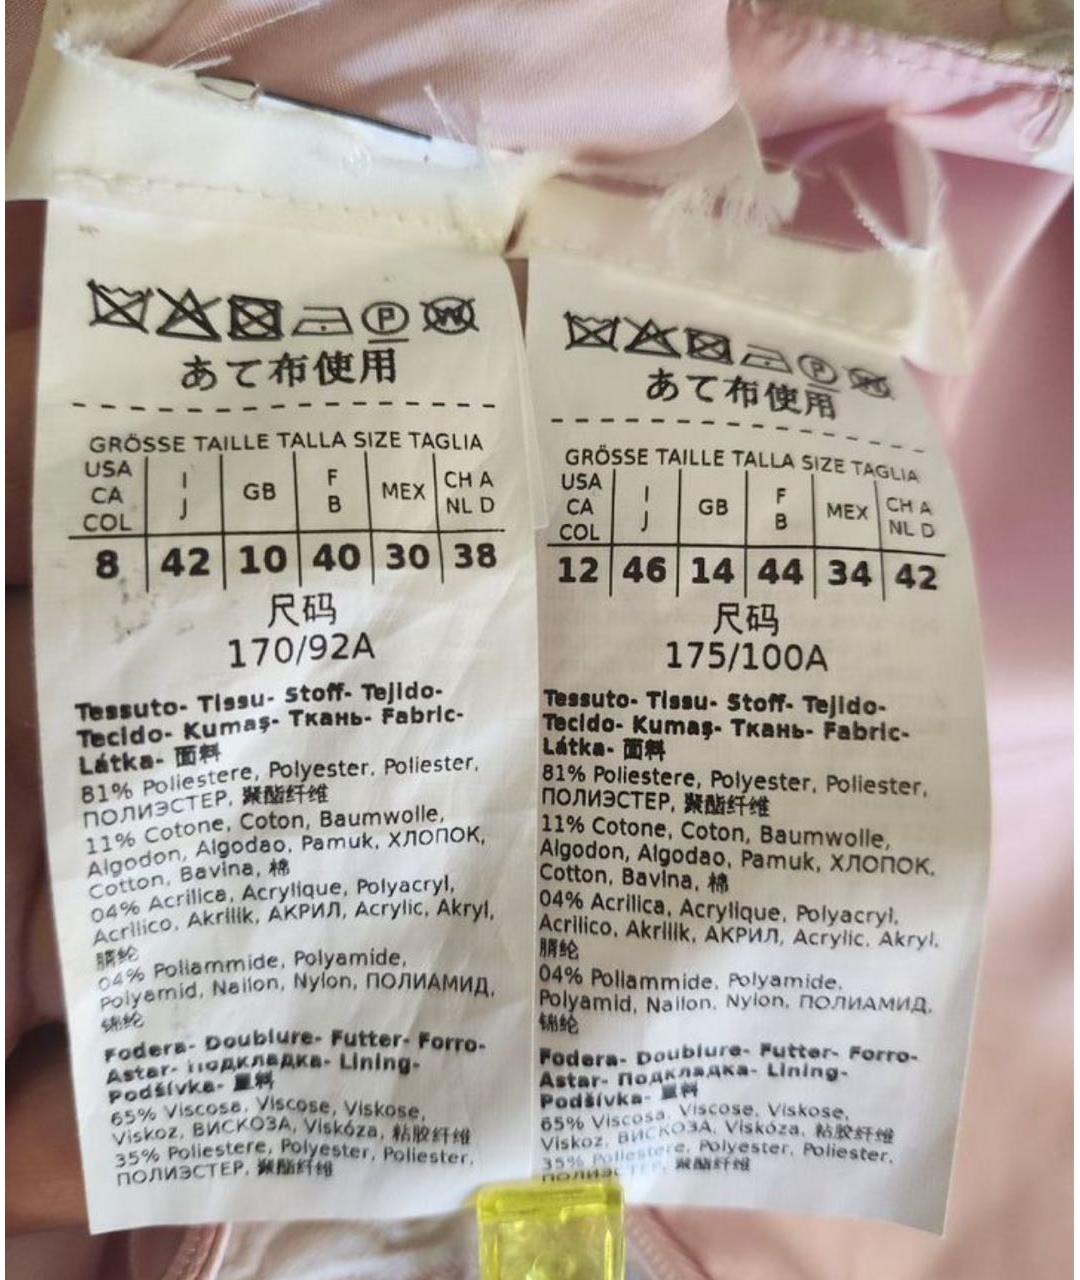 あて布使用
GRÖSSE TAILLE TALLA SIZE TAGLIA
USA CA COL | I J | GB | F B | MEX | CH A NL D
8 | 42 | 10 | 40 | 30 | 38
尺码
170/92A
Tessuto- Tissu- Stoff- Tejido-
Tecido- Kumaş- Ткань- Fabric-
Látka- 面料
81% Poliestere, Polyester, Poliester,
ПОЛИЭСТЕР, 聚酯纤维
11% Cotone, Coton, Baumwolle,
Algodon, Algodao, Pamuk, ХЛОПОК,
Cotton, Bavlna, 棉
04% Acrilica, Acrylique, Polyacryl,
Acrilico, Akrilik, АКРИЛ, Acrylic, Akryl,
腈纶
04% Poliammide, Polyamide,
Polyamid, Nailon, Nylon, ПОЛИАМИД,
锦纶
Fodera- Doublure- Futter- Forro-
Astar- Подкладка- Lining-
Podšívka- 里料
65% Viscosa, Viscose, Viskose,
Viskoz, ВИСКОЗА, Viskóza, 粘胶纤维
35% Poliestere, Polyester, Poliester,
ПОЛИЭСТЕР, 聚酯纤维
あて布使用
GRÖSSE TAILLE TALLA SIZE TAGLIA
USA CA COL | I J | GB | F B | MEX | CH A NL D
12 | 46 | 14 | 44 | 34 | 42
尺码
175/100A
Tessuto- Tissu- Stoff- Tejido-
Tecido- Kumaş- Ткань- Fabric-
Látka- 面料
81% Poliestere, Polyester, Poliester,
ПОЛИЭСТЕР, 聚酯纤维
11% Cotone, Coton, Baumwolle,
Algodon, Algodao, Pamuk, ХЛОПОК,
Cotton, Bavlna, 棉
04% Acrilica, Acrylique, Polyacryl,
Acrilico, Akrilik, АКРИЛ, Acrylic, Akryl,
腈纶
04% Poliammide, Polyamide,
Polyamid, Nailon, Nylon, ПОЛИАМИД,
锦纶
Fodera- Doublure- Futter- Forro-
Astar- Подкладка- Lining-
Podšívka- 里料
65% Viscosa, Viscose, Viskose,
Viskoz, ВИСКОЗА, Viskóza, 粘胶纤维
35% Poliestere, Polyester, Poliester,
ПОЛИЭСТЕР, 聚酯纤维